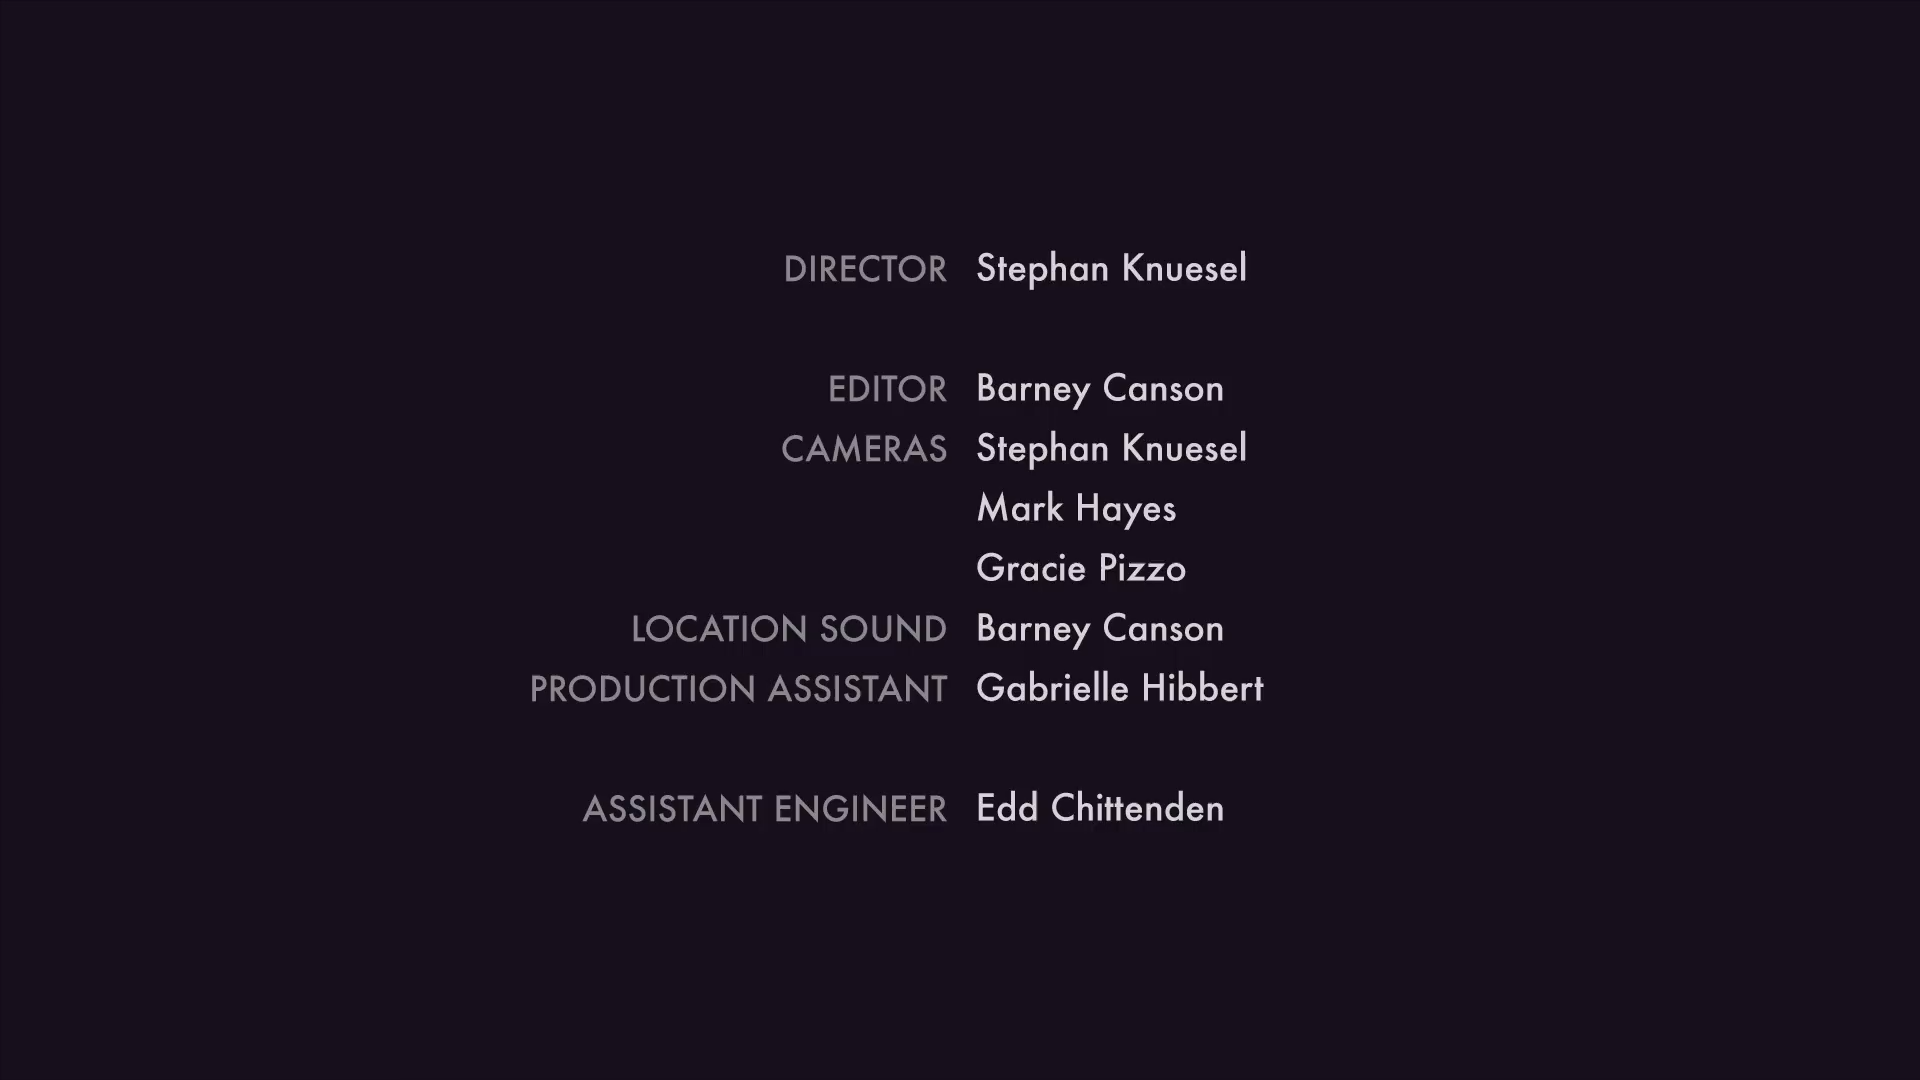 DIRECTOR Stephan Knuesel
EDITOR Barney Canson
CAMERAS Stephan Knuesel
Mark Hayes
Gracie Pizzo
LOCATION SOUND Barney Canson
PRODUCTION ASSISTANT Gabrielle Hibbert
ASSISTANT ENGINEER Edd Chittenden